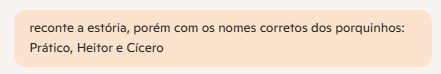 reconte a estória, porém com os nomes corretos dos porquinhos:
Prático, Heitor e Cícero